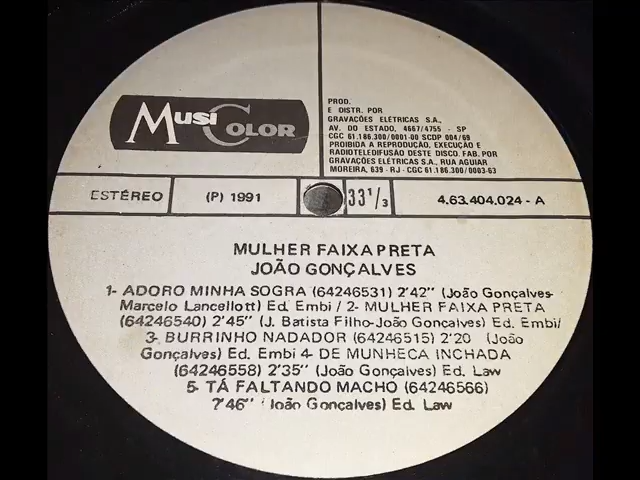 MUSICOLOR
PROD.
E DISTR. POR
GRAVAÇÕES ELÉTRICAS S.A.,
AV. DO ESTADO, 4667/4755 - SP
CGC 61.186.300/0001-00 SCDP 004/69
PROIBIDA A REPRODUÇÃO, EXECUÇÃO E
RADIOTELEDIFUSÃO DESTE DISCO. FAB. POR
GRAVAÇÕES ELÉTRICAS S.A., RUA AGUIAR
MOREIRA, 639 - RJ - CGC 61.186.300/0003-63
ESTÉREO (P) 1991 33 1/3 4.63.404.024 - A
MULHER FAIXA PRETA
JOÃO GONÇALVES
1- ADORO MINHA SOGRA (64246531) 2'42" (João Gonçalves-
Marcelo Lancellott) Ed. Embi / 2- MULHER FAIXA PRETA
(64246540) 2'45" (J. Batista Filho-João Gonçalves) Ed. Embi/
3- BURRINHO NADADOR (64246515) 2'20 (João
Gonçalves) Ed. Embi 4- DE MUNHECA INCHADA
(64246558) 2'35" (João Gonçalves) Ed. Law
5- TÁ FALTANDO MACHO (64246566)
2'46" (João Gonçalves) Ed. Law